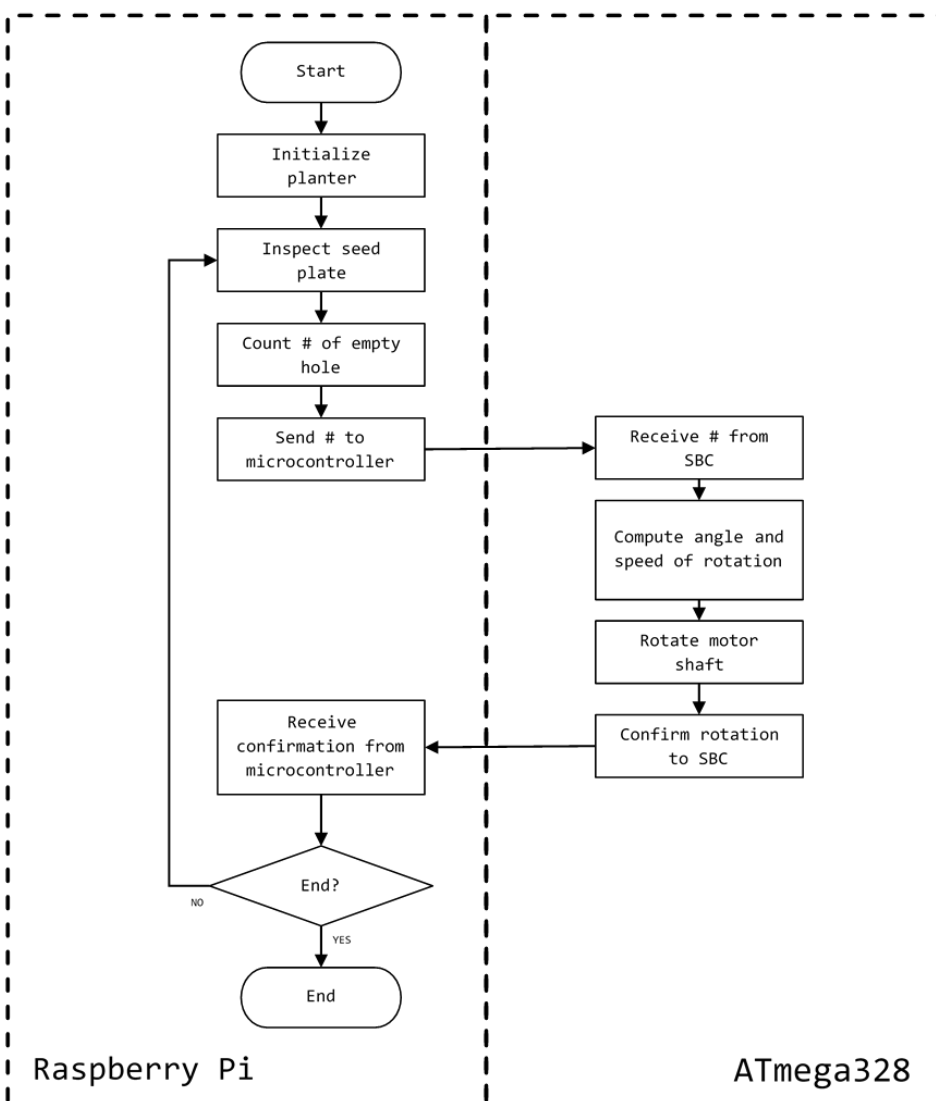 Start
Initialize
planter
Inspect seed
plate
Count # of empty
hole
Send # to
microcontroller
Receive # from
SBC
Compute angle and
speed of rotation
Rotate motor
shaft
Confirm rotation
to SBC
Receive
confirmation from
microcontroller
End?
NO
YES
End
Raspberry Pi
ATmega328